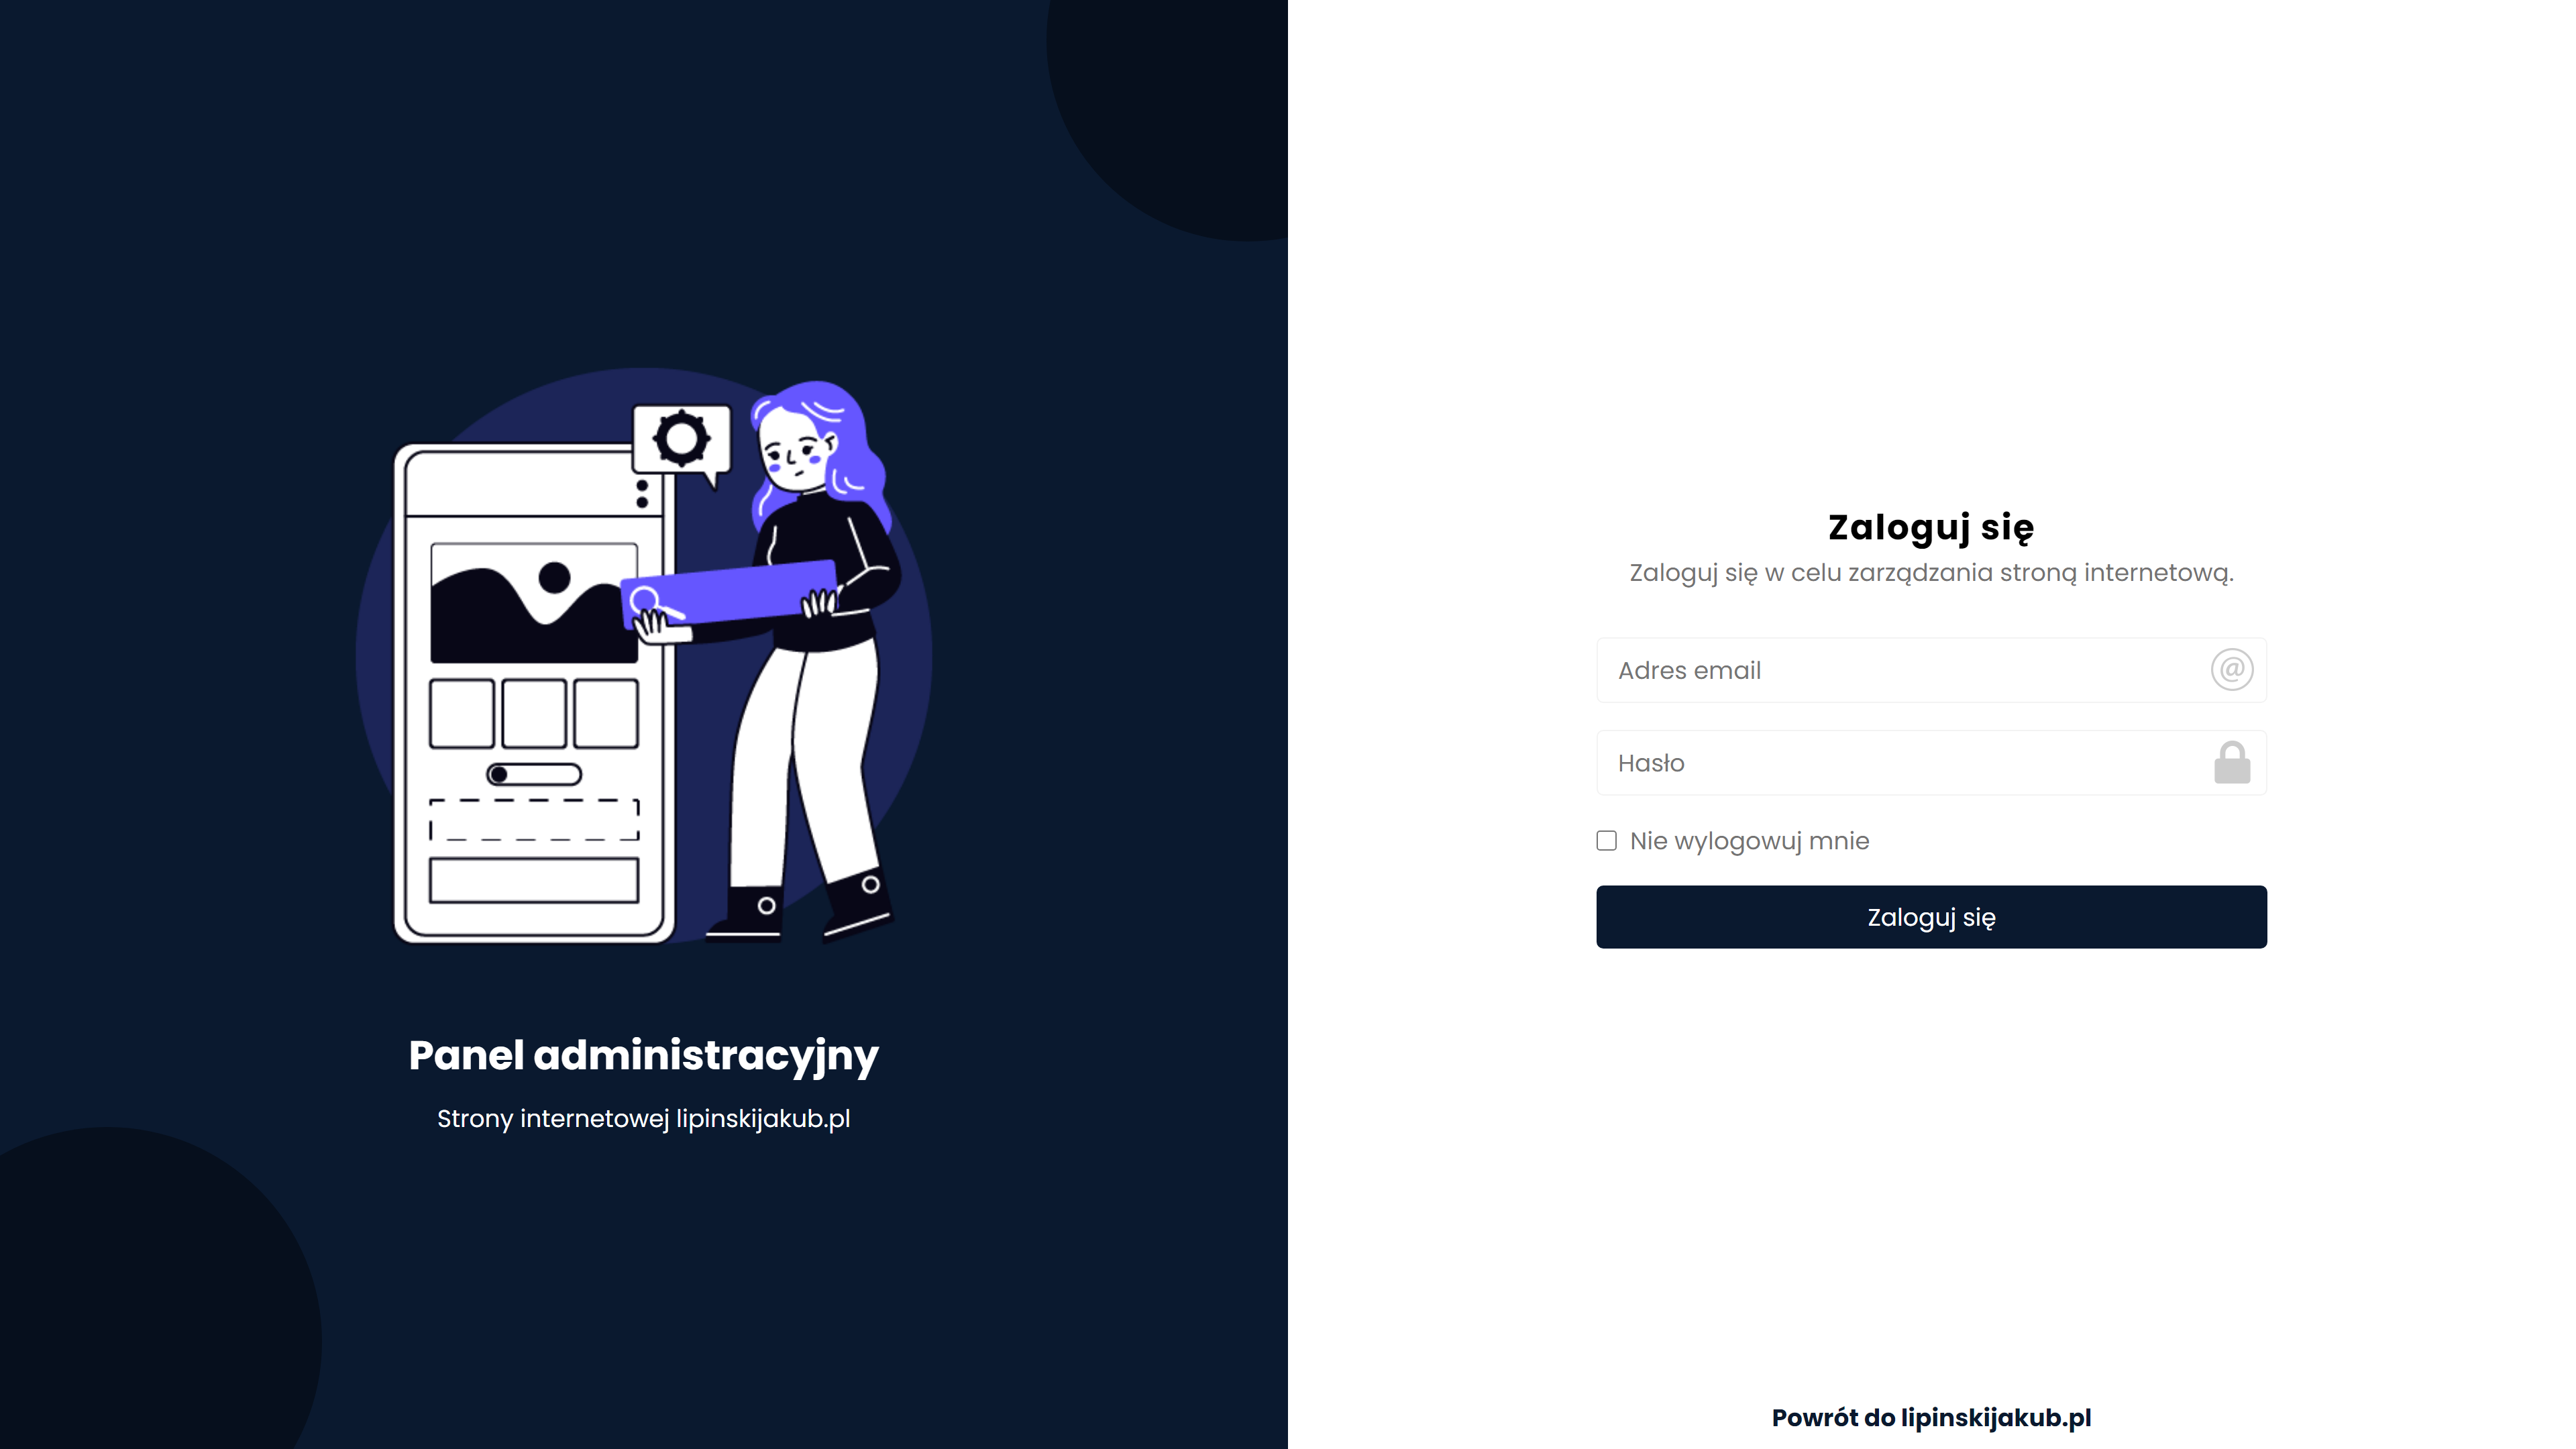 Panel administracyjny
Strony internetowej lipinskijakub.pl
Zaloguj się
Zaloguj się w celu zarządzania stroną internetową.
Adres email
@
Hasło
Nie wylogowuj mnie
Zaloguj się
Powrót do lipinskijakub.pl